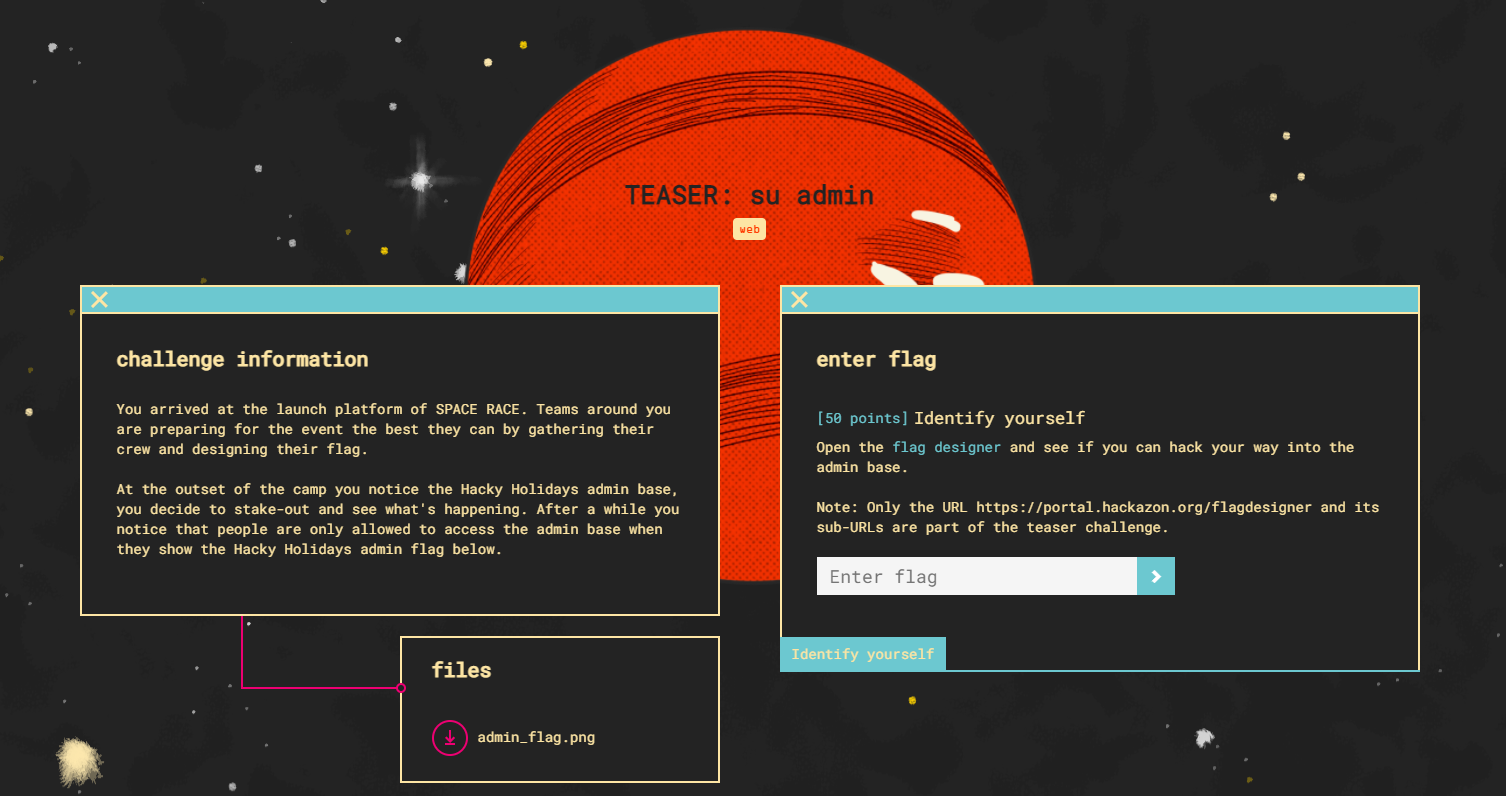 TEASER: su admin
web
challenge information
You arrived at the launch platform of SPACE RACE. Teams around you
are preparing for the event the best they can by gathering their
crew and designing their flag.
At the outset of the camp you notice the Hacky Holidays admin base,
you decide to stake-out and see what's happening. After a while you
notice that people are only allowed to access the admin base when
they show the Hacky Holidays admin flag below.
files
admin_flag.png
enter flag
[50 points] Identify yourself
Open the flag designer and see if you can hack your way into the
admin base.
Note: Only the URL https://portal.hackazon.org/flagdesigner and its
sub-URLs are part of the teaser challenge.
Enter flag
Identify yourself